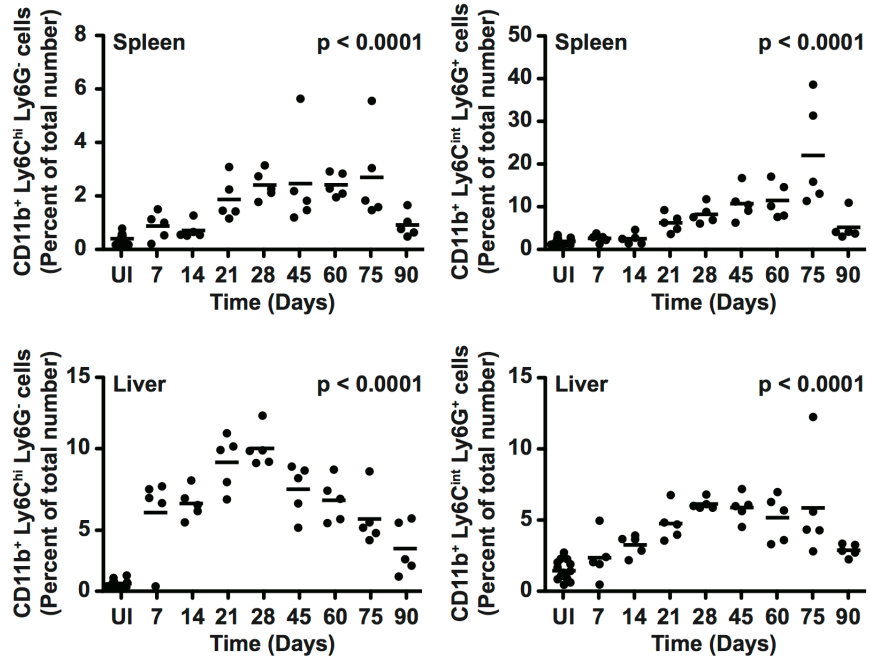 CD11b⁺ Ly6Cʰⁱ Ly6G⁻ cells
(Percent of total number)
8
6
4
2
0
Spleen p < 0.0001
UI 7 14 21 28 45 60 75 90
Time (Days)
CD11b⁺ Ly6Cⁱⁿᵗ Ly6G⁺ cells
(Percent of total number)
50
40
30
20
10
0
Spleen p < 0.0001
UI 7 14 21 28 45 60 75 90
Time (Days)
CD11b⁺ Ly6Cʰⁱ Ly6G⁻ cells
(Percent of total number)
15
10
5
0
Liver p < 0.0001
UI 7 14 21 28 45 60 75 90
Time (Days)
CD11b⁺ Ly6Cⁱⁿᵗ Ly6G⁺ cells
(Percent of total number)
15
10
5
0
Liver p < 0.0001
UI 7 14 21 28 45 60 75 90
Time (Days)